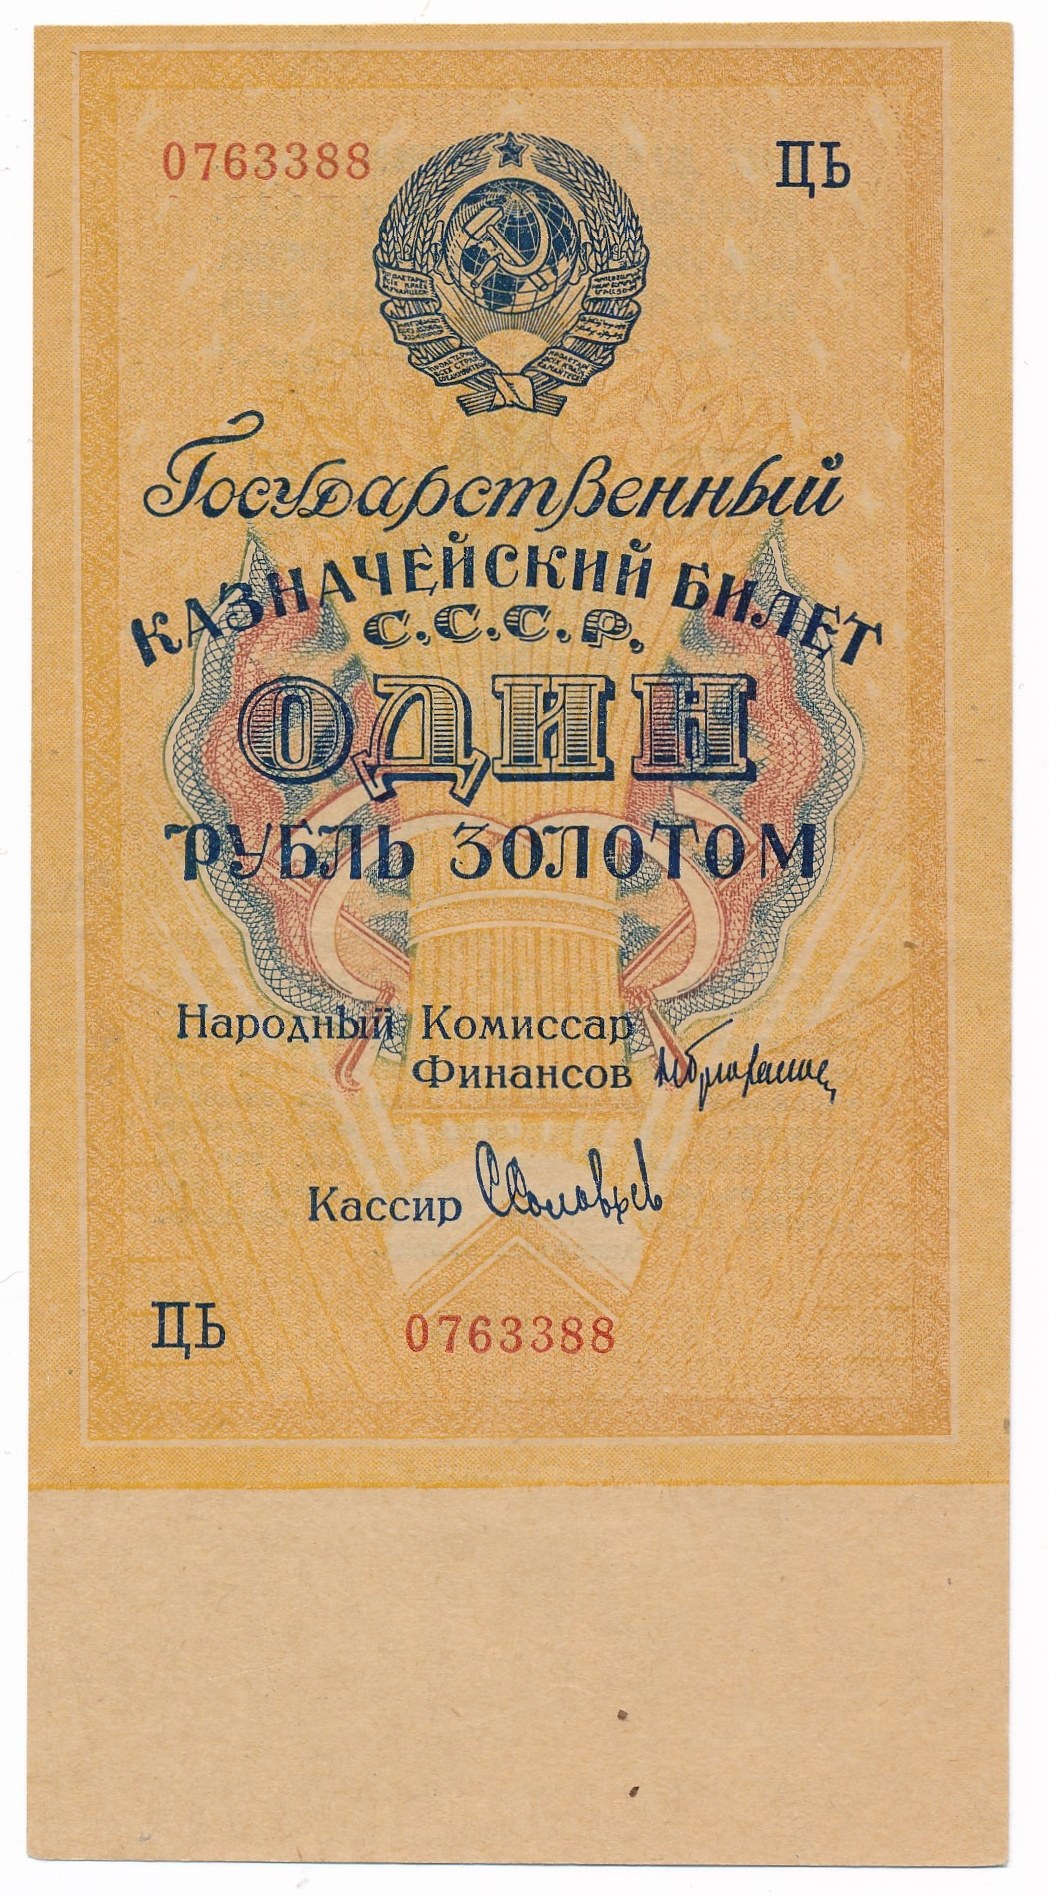 0763388 ЦЬ
Государственный
КАЗНАЧЕЙСКИЙ БИЛЕТ
С.С.С.Р.
ОДИН
РУБЛЬ ЗОЛОТОМ
Народный Комиссар
Финансов
Кассир
ЦЬ 0763388